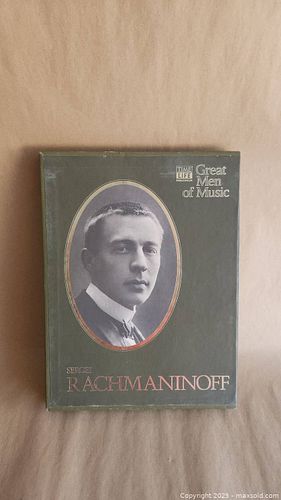 TIME
LIFE
Great
Men
of Music
SERGEI
RACHMANINOFF
Copyright © 2023 - maxsold.com